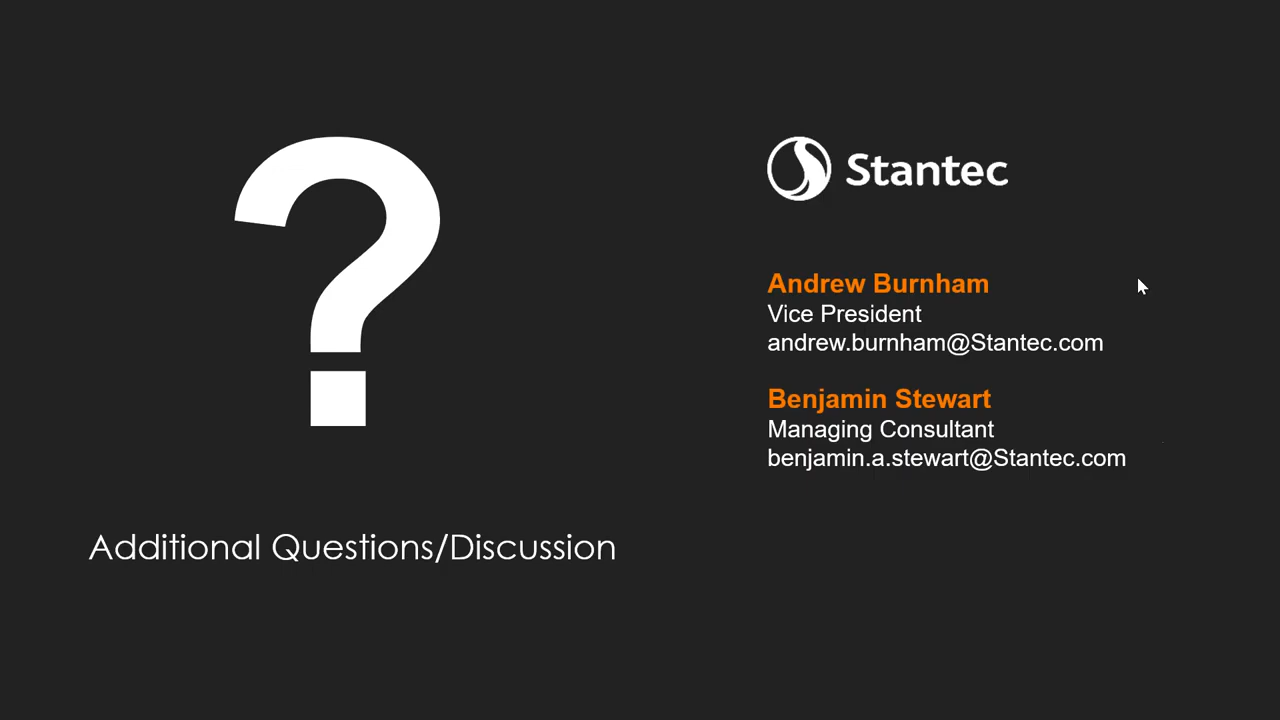 ?
Additional Questions/Discussion
Stantec
Andrew Burnham
Vice President
andrew.burnham@Stantec.com
Benjamin Stewart
Managing Consultant
benjamin.a.stewart@Stantec.com